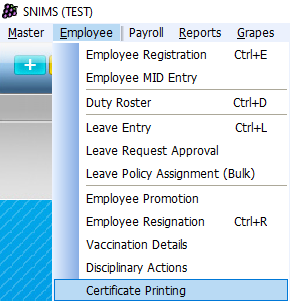 SNIMS (TEST)
Master Employee Payroll Reports Grapes
Employee Registration Ctrl+E
Employee MID Entry
Duty Roster Ctrl+D
Leave Entry Ctrl+L
Leave Request Approval
Leave Policy Assignment (Bulk)
Employee Promotion
Employee Resignation Ctrl+R
Vaccination Details
Disciplinary Actions
Certificate Printing